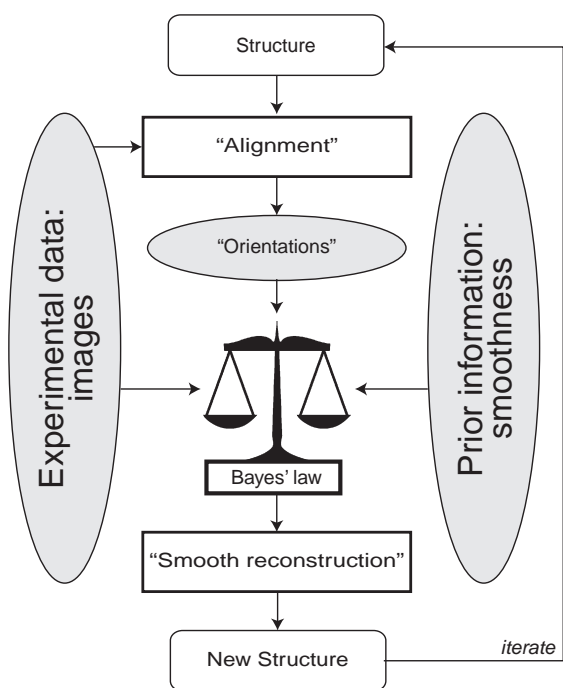 Structure
“Alignment”
“Orientations”
Experimental data:
images
Prior information:
smoothness
Bayes’ law
“Smooth reconstruction”
New Structure
iterate